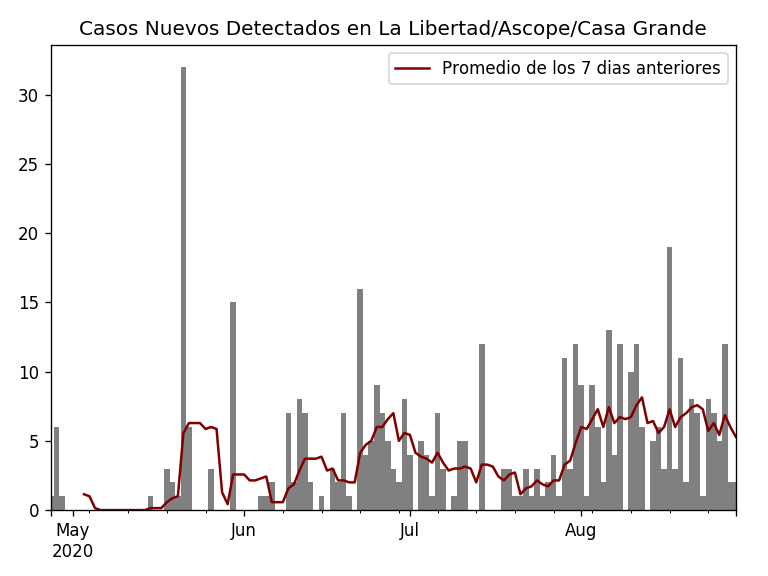 Casos Nuevos Detectados en La Libertad/Ascope/Casa Grande
Promedio de los 7 dias anteriores
30
25
20
15
10
5
0
May Jun Jul Aug
2020